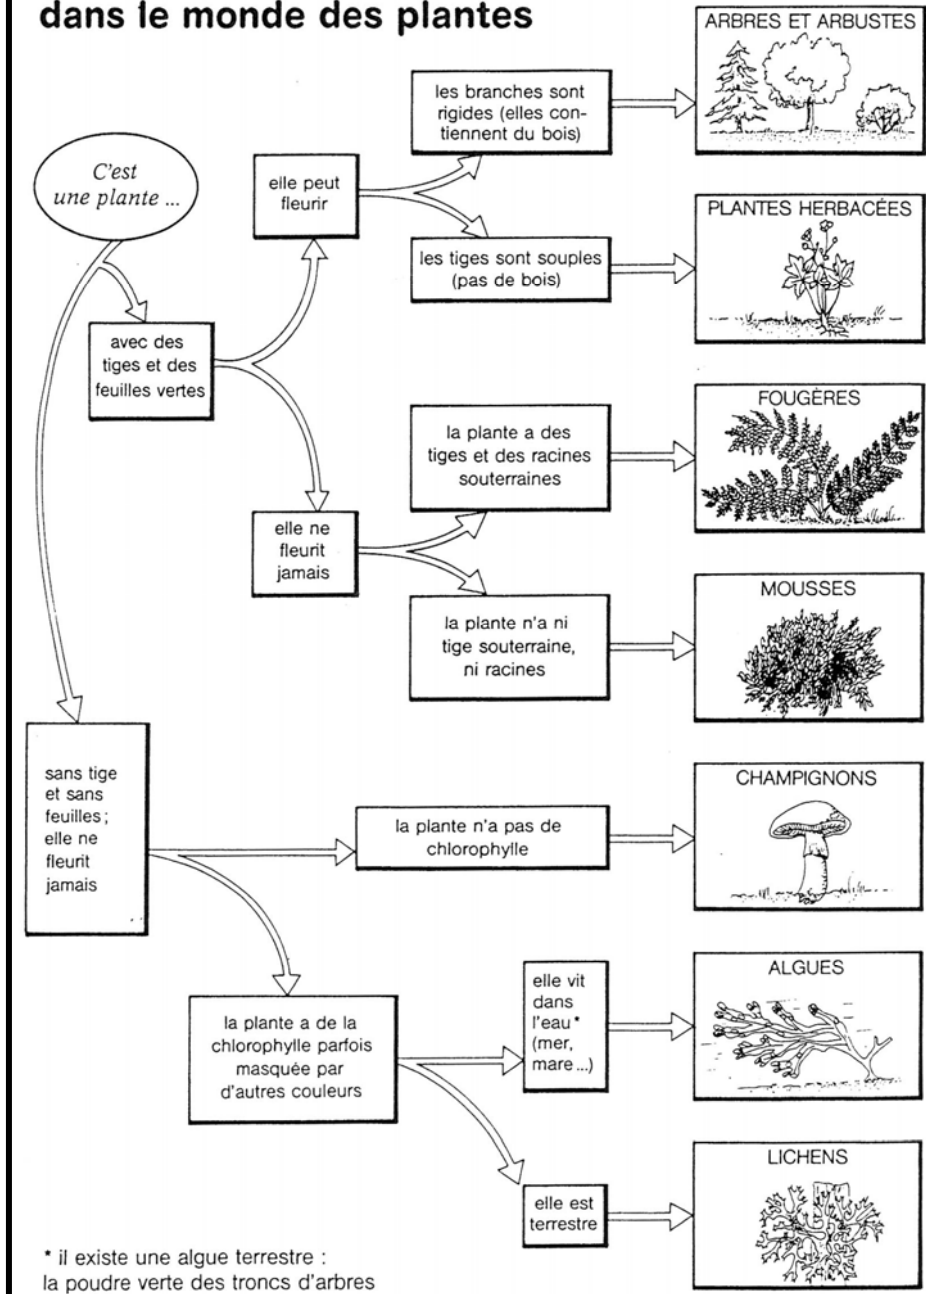 dans le monde des plantes
C'est
une plante ...
avec des
tiges et des
feuilles vertes
elle peut
fleurir
les branches sont
rigides (elles con-
tiennent du bois)
ARBRES ET ARBUSTES
les tiges sont souples
(pas de bois)
PLANTES HERBACÉES
elle ne
fleurit
jamais
la plante a des
tiges et des racines
souterraines
FOUGÈRES
la plante n'a ni
tige souterraine,
ni racines
MOUSSES
sans tige
et sans
feuilles ;
elle ne
fleurit
jamais
la plante n'a pas de
chlorophylle
CHAMPIGNONS
la plante a de la
chlorophylle parfois
masquée par
d'autres couleurs
elle vit
dans
l'eau*
(mer,
mare ...)
ALGUES
elle est
terrestre
LICHENS
* il existe une algue terrestre :
la poudre verte des troncs d'arbres